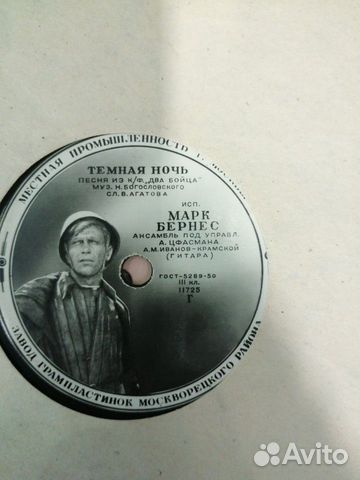 МЕСТНАЯ ПРОМЫШЛЕННОСТЬ Г.
ТЕМНАЯ НОЧЬ
ПЕСНЯ ИЗ К/Ф. „ДВА БОЙЦА"
МУЗ. Н. БОГОСЛОВСКОГО
СЛ. В. АГАТОВА
ИСП.
МАРК
БЕРНЕС
АНСАМБЛЬ ПОД УПРАВЛ.
А. ЦФАСМАНА
А.М. ИВАНОВ-КРАМСКОЙ
(ГИТАРА)
ГОСТ-5289-50
III КЛ.
11725
Г
ЗАВОД ГРАМПЛАСТИНОК МОСКВОРЕЦКОГО РАЙОНА
Avito